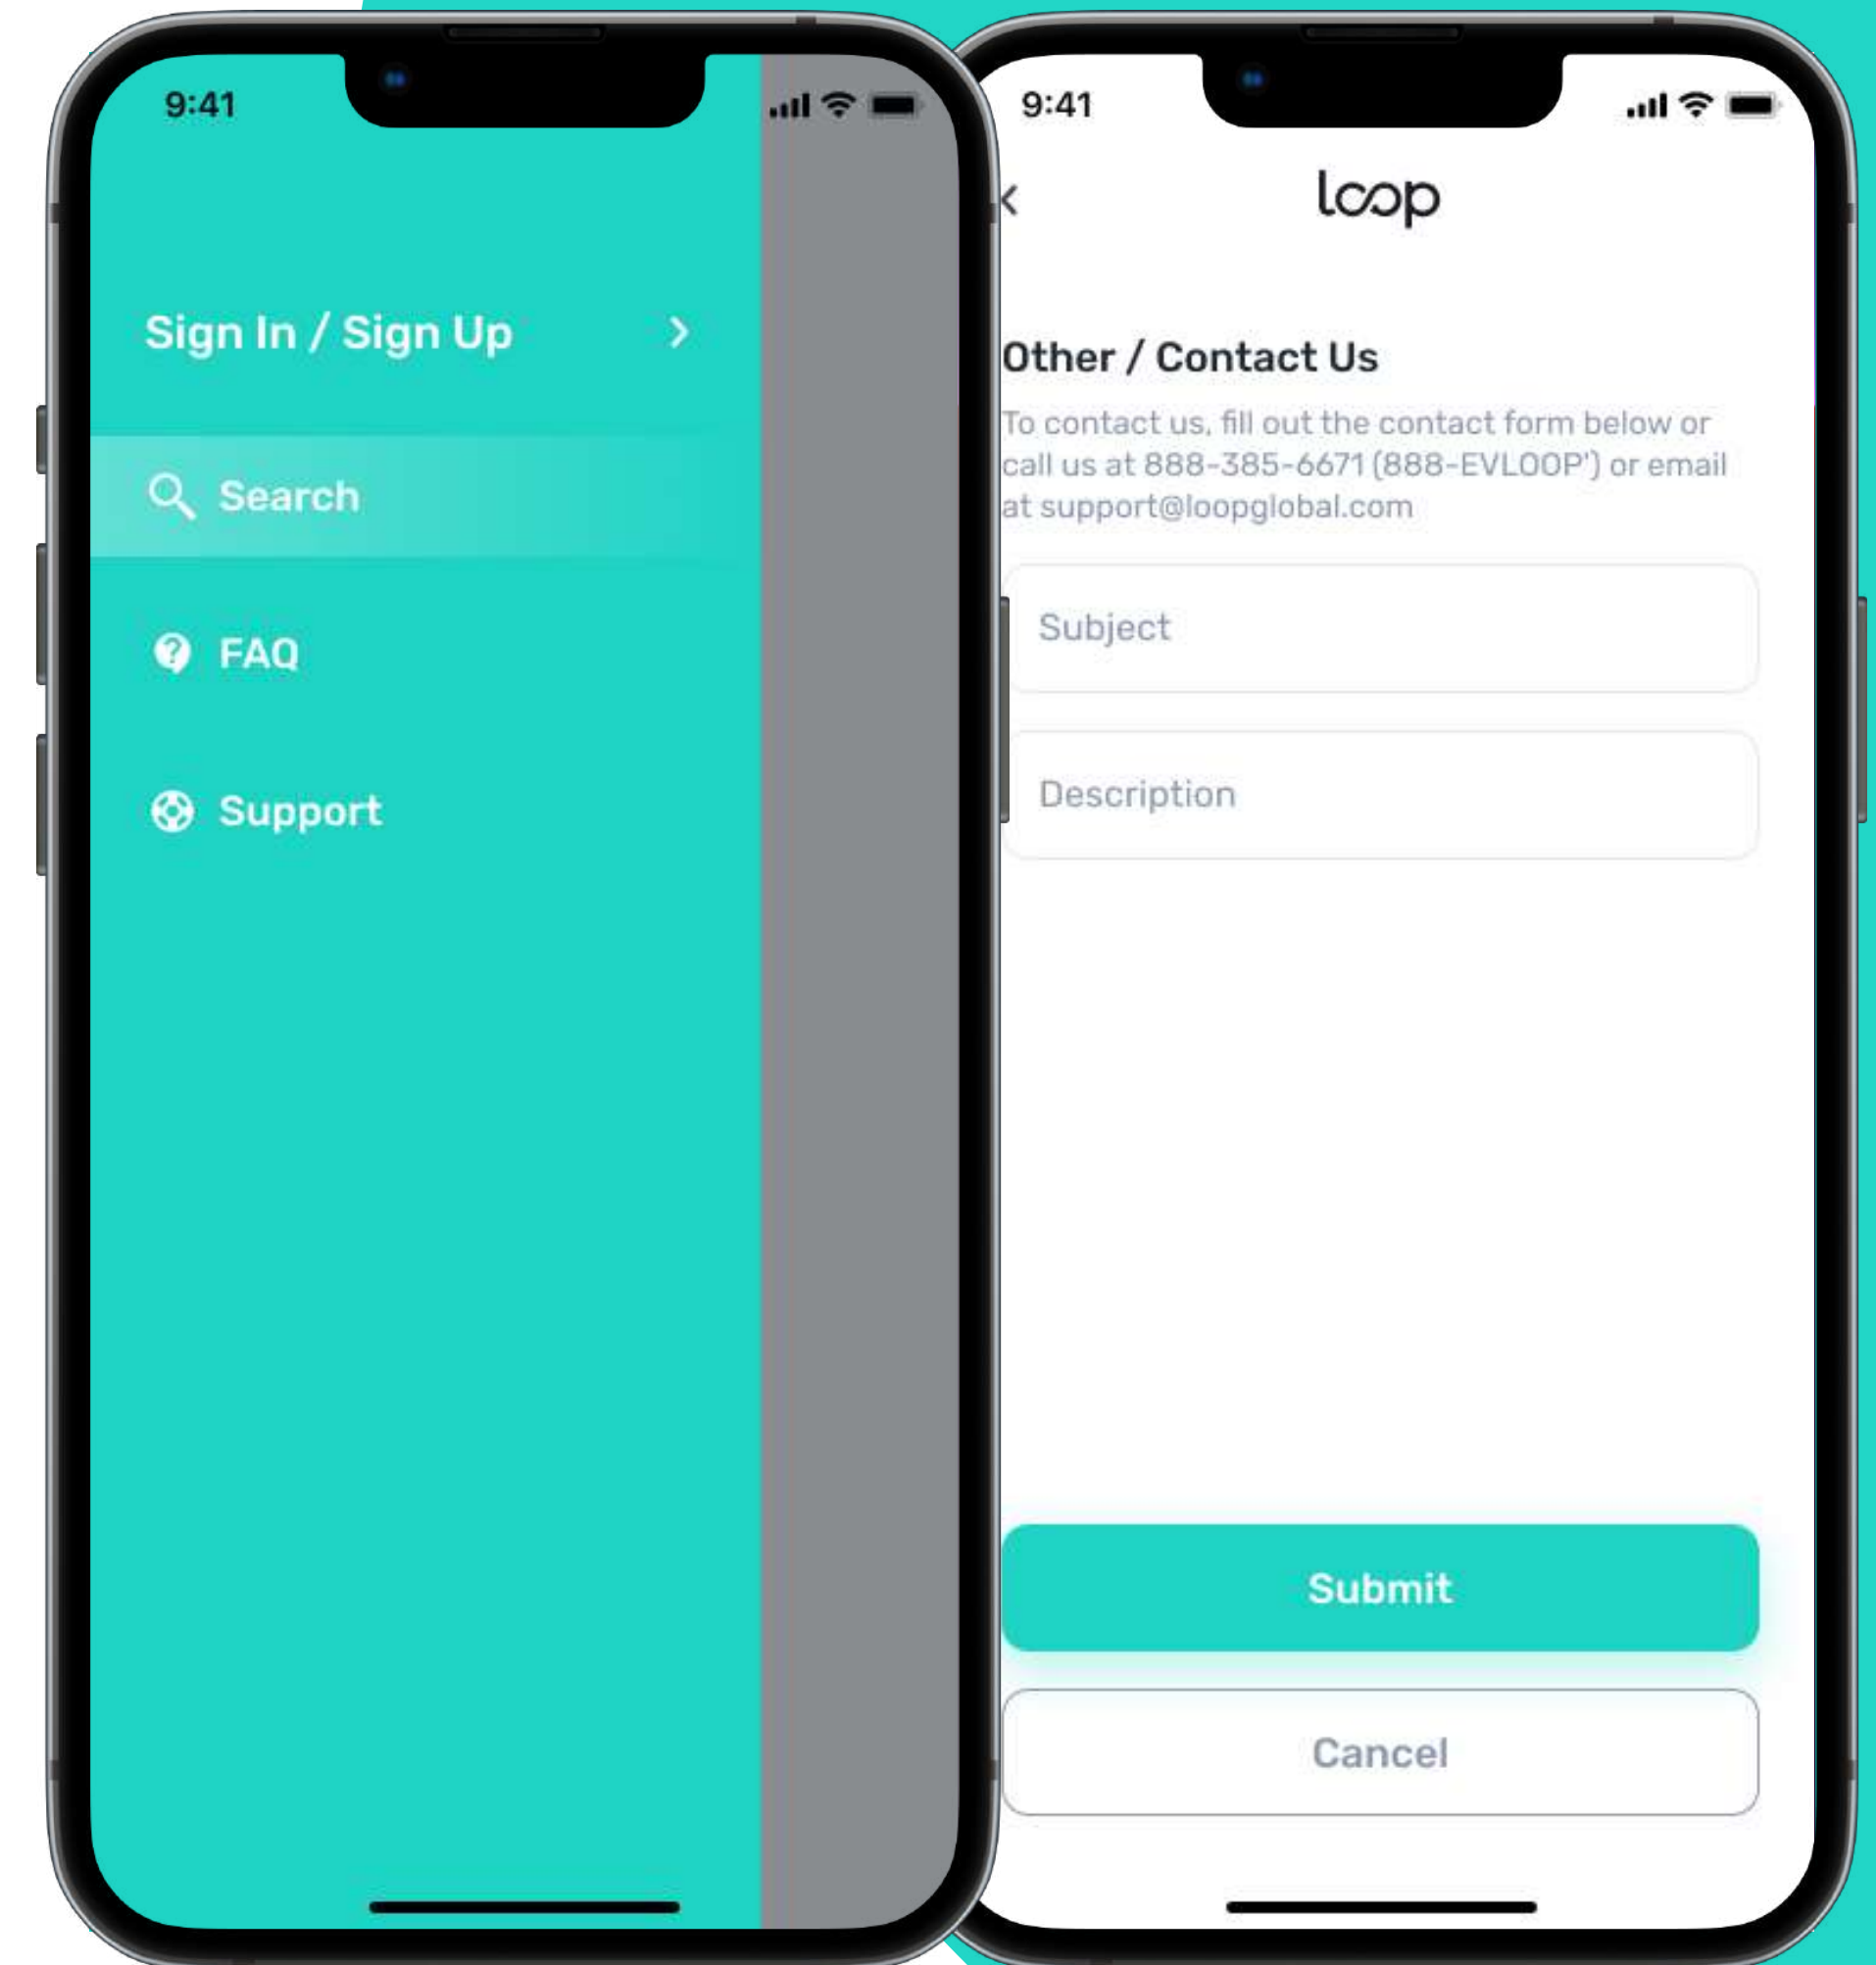 9:41
Sign In / Sign Up
Search
FAQ
Support
9:41
loop
Other / Contact Us
To contact us, fill out the contact form below or
call us at 888-385-6671 (888-EVLOOP') or email
at support@loopglobal.com
Subject
Description
Submit
Cancel